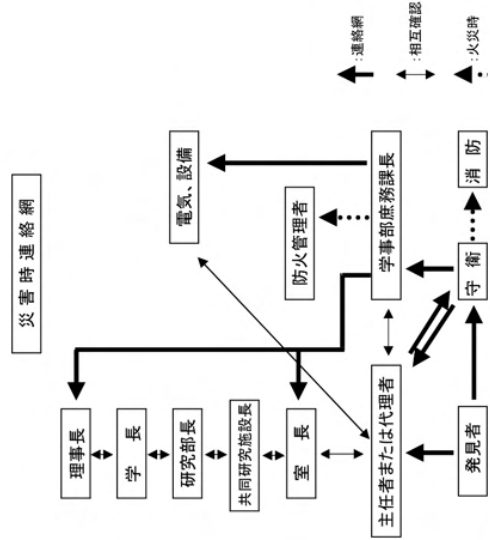 災害時連絡網
理事長
学長
研究部長
共同研究施設長
室長
主任者または代理者
発見者
電気、設備
防火管理者
学事部庶務課長
守衛
消防
:連絡網
:相互確認
:火災時